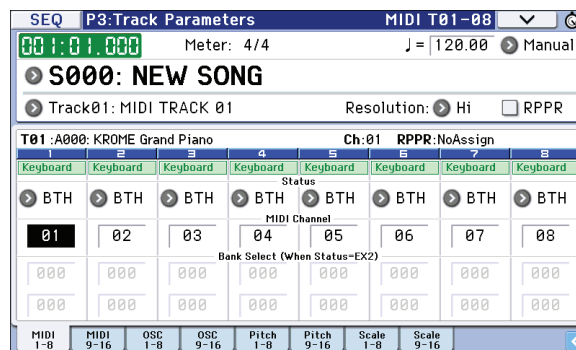 SEQ P3:Track Parameters MIDI T01-08
001:01.000 Meter: 4/4 ♩= 120.00 Manual
S000: NEW SONG
Track01: MIDI TRACK 01 Resolution: Hi RPPR
T01 :A000: KROME Grand Piano Ch:01 RPPR:NoAssign
1 2 3 4 5 6 7 8
Keyboard Keyboard Keyboard Keyboard Keyboard Keyboard Keyboard Keyboard
Status
BTH BTH BTH BTH BTH BTH BTH BTH
MIDI Channel
01 02 03 04 05 06 07 08
Bank Select (When Status=EX2)
000 000 000 000 000 000 000 000
000 000 000 000 000 000 000 000
MIDI 1-8 MIDI 9-16 OSC 1-8 OSC 9-16 Pitch 1-8 Pitch 9-16 Scale 1-8 Scale 9-16